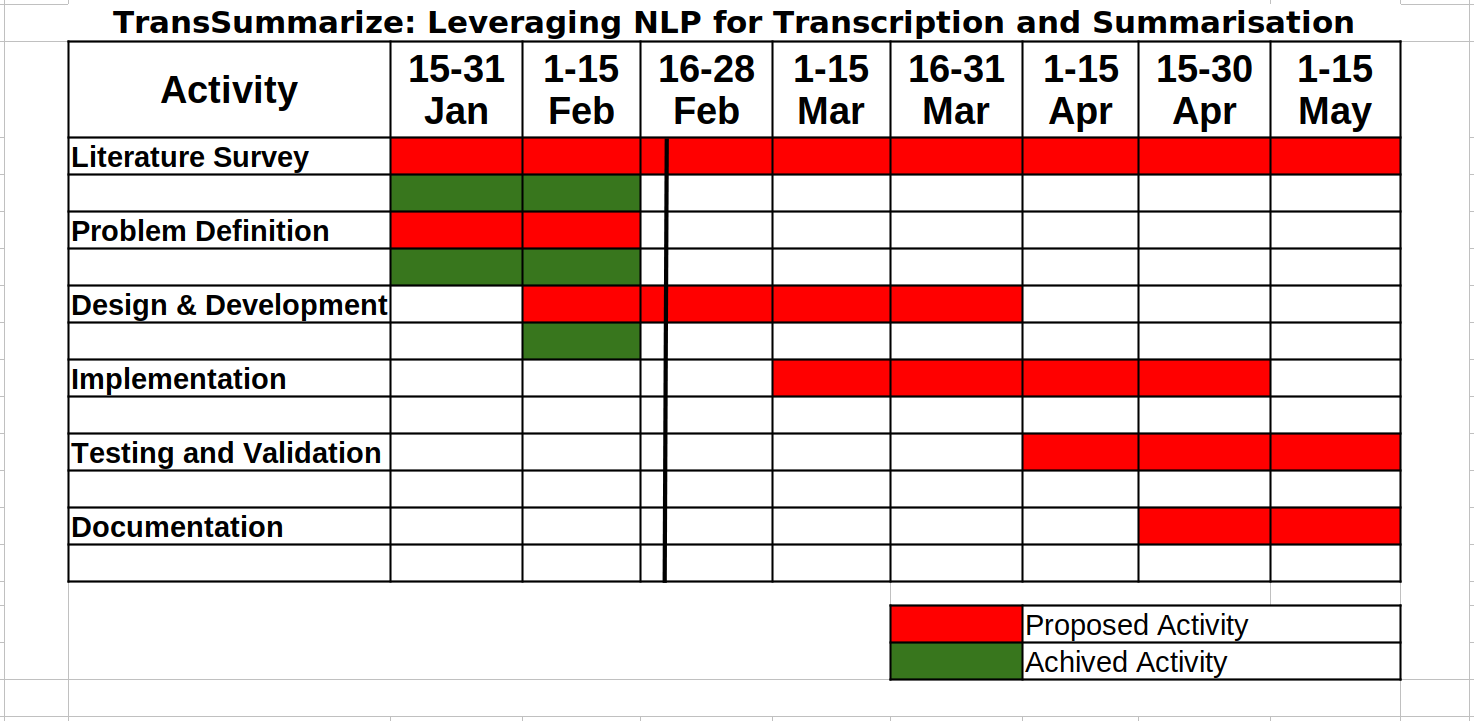 TransSummarize: Leveraging NLP for Transcription and Summarisation
Activity
15-31 Jan
1-15 Feb
16-28 Feb
1-15 Mar
16-31 Mar
1-15 Apr
15-30 Apr
1-15 May
Literature Survey
Problem Definition
Design & Development
Implementation
Testing and Validation
Documentation
Proposed Activity
Achived Activity